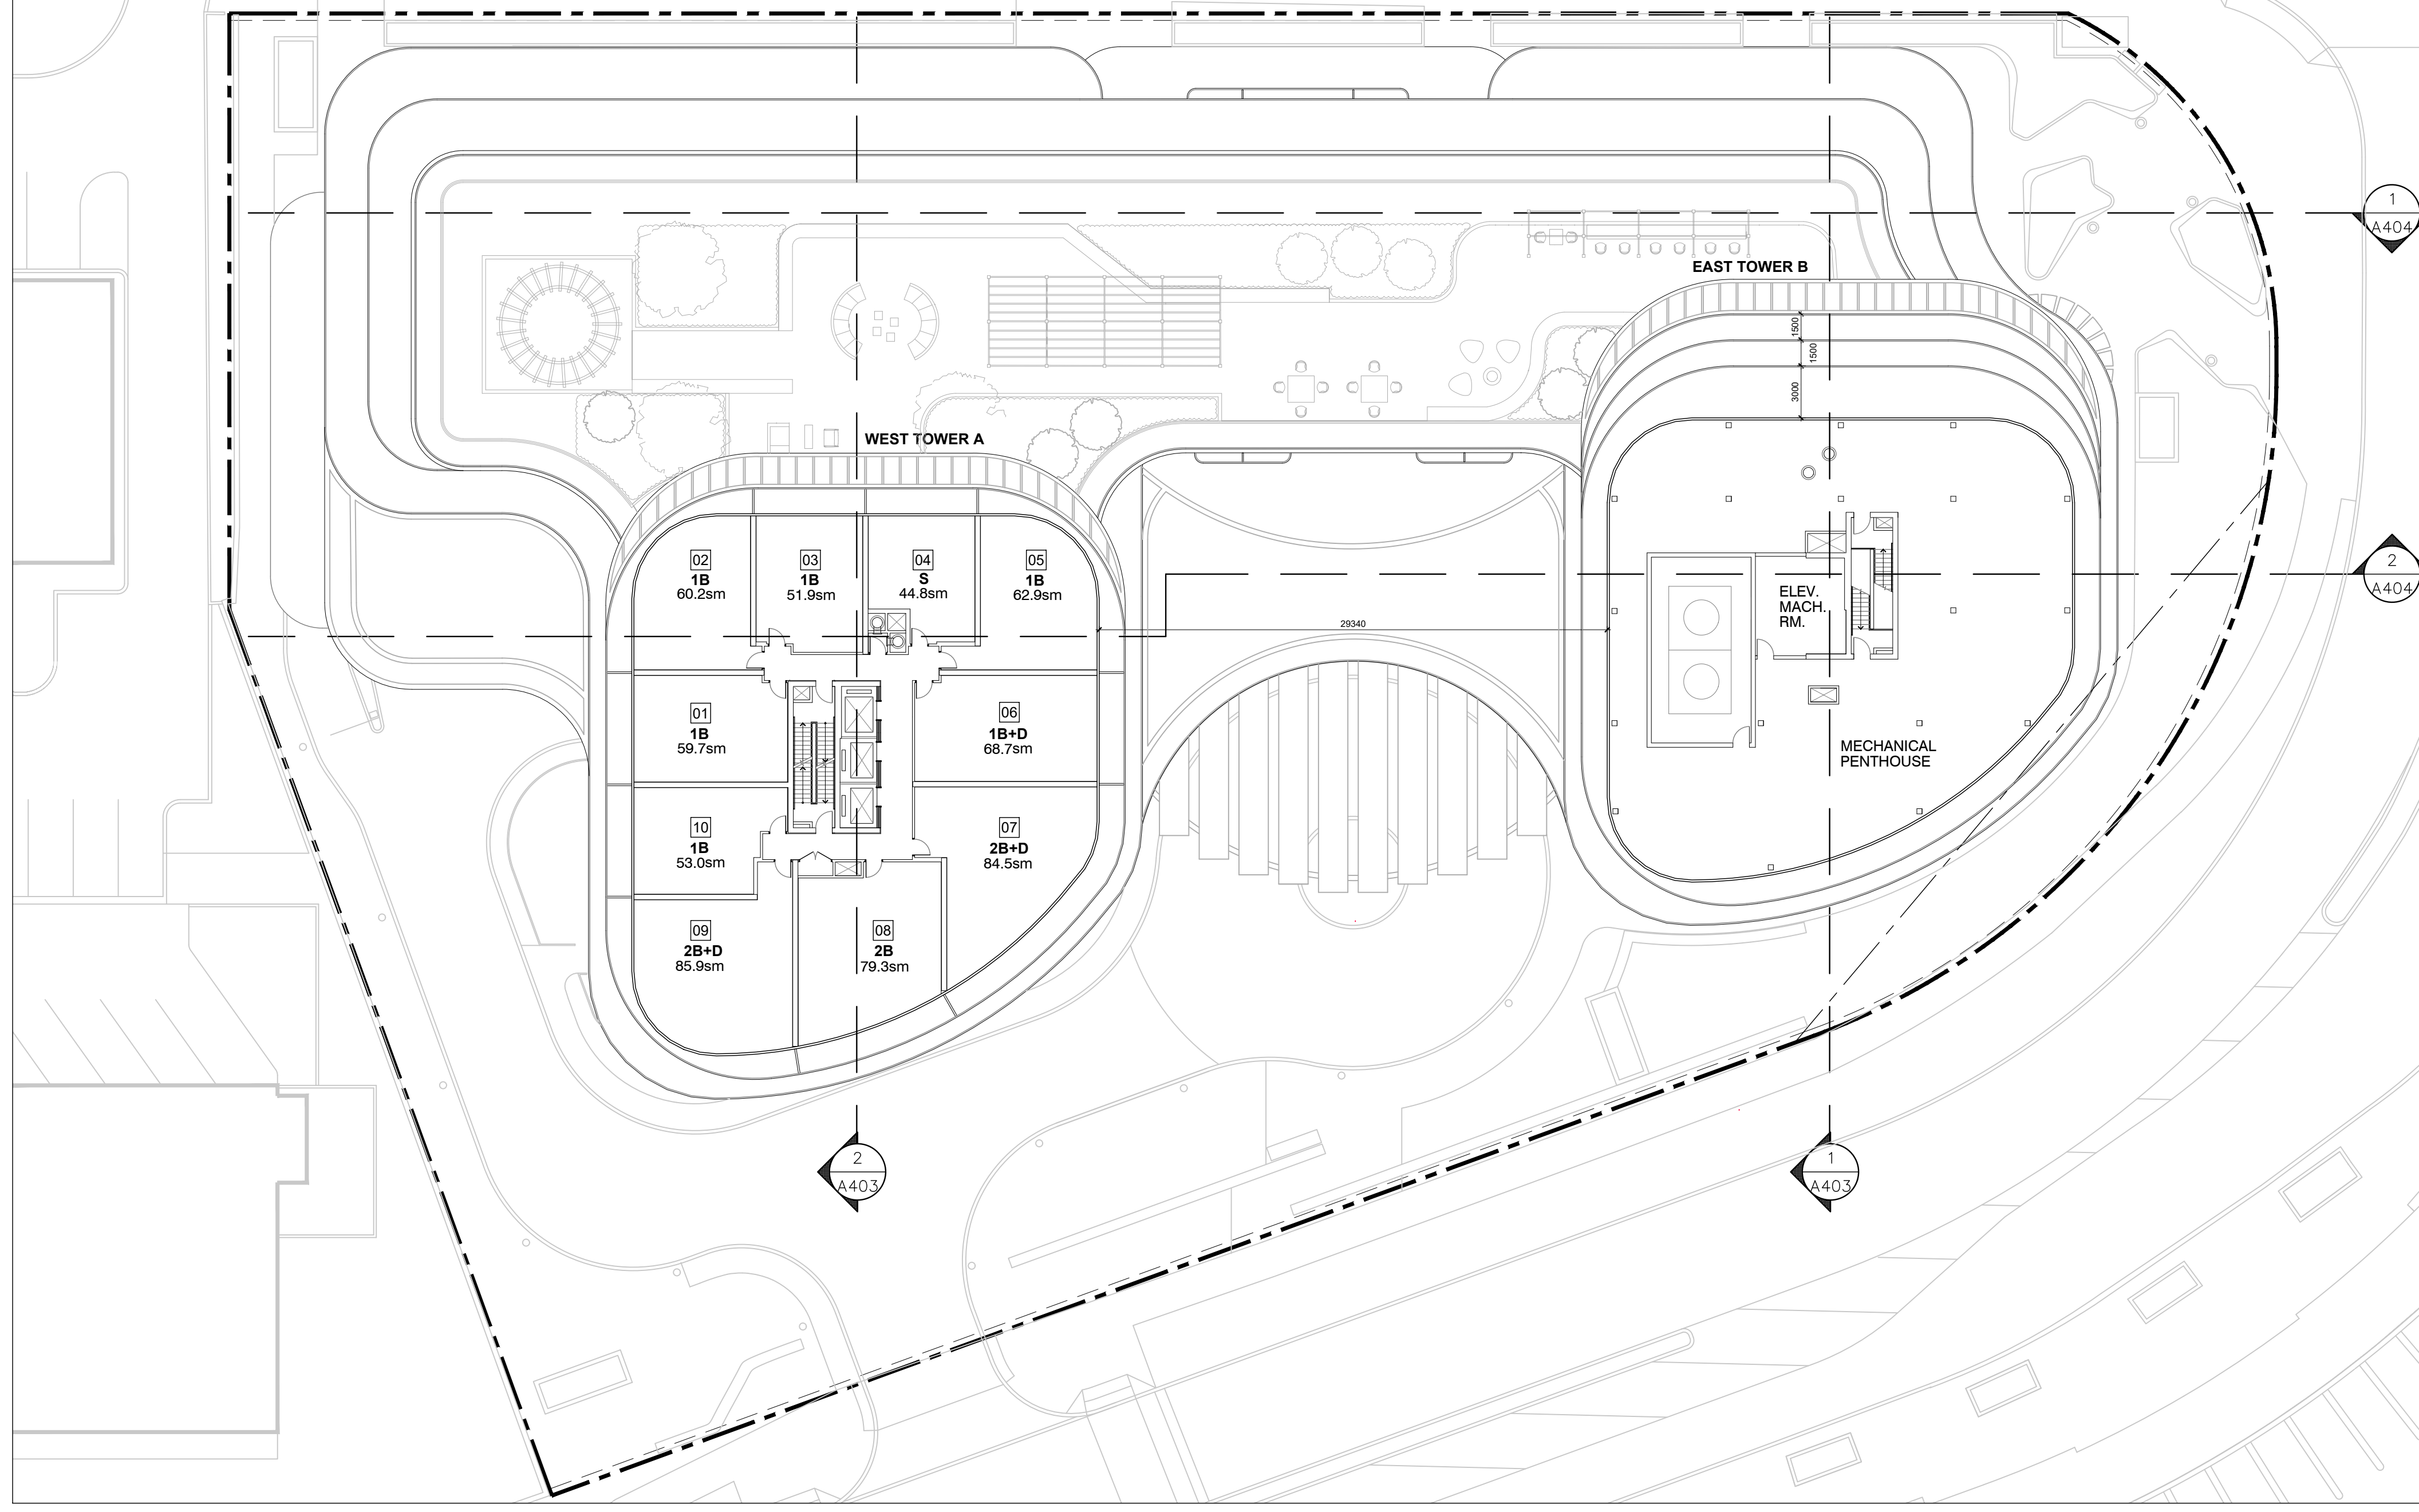 1
A404
EAST TOWER B
1500
1500
3000
WEST TOWER A
02
1B
60.2sm
03
1B
51.9sm
04
S
44.8sm
05
1B
62.9sm
2
A404
ELEV.
MACH.
RM.
29340
01
1B
59.7sm
06
1B+D
68.7sm
MECHANICAL
PENTHOUSE
10
1B
53.0sm
07
2B+D
84.5sm
09
2B+D
85.9sm
08
2B
79.3sm
2
A403
1
A403